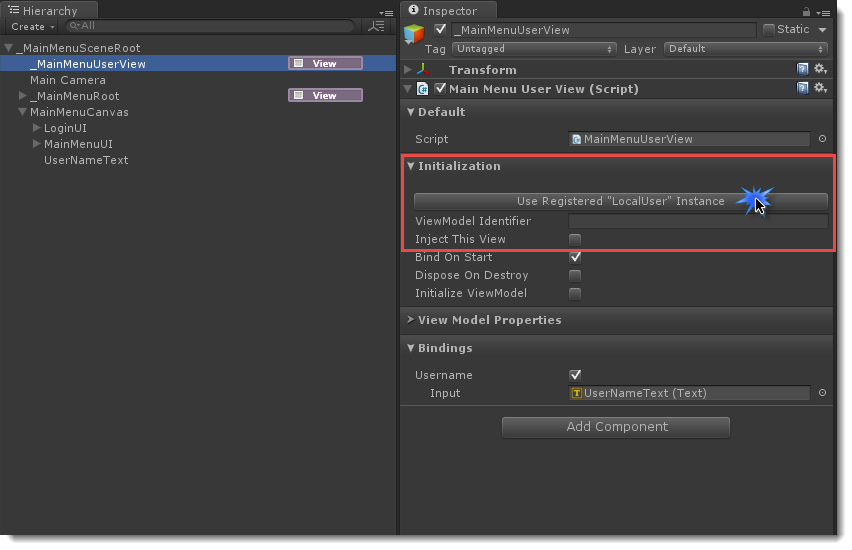 Hierarchy
Create
All
_MainMenuSceneRoot
_MainMenuUserView
View
Main Camera
_MainMenuRoot
View
MainMenuCanvas
LoginUI
MainMenuUI
UserNameText
Inspector
_MainMenuUserView
Static
Tag Untagged Layer Default
Transform
Main Menu User View (Script)
Default
Script MainMenuUserView
Initialization
Use Registered "LocalUser" Instance
ViewModel Identifier
Inject This View
Bind On Start
Dispose On Destroy
Initialize ViewModel
View Model Properties
Bindings
Username
Input T UserNameText (Text)
Add Component